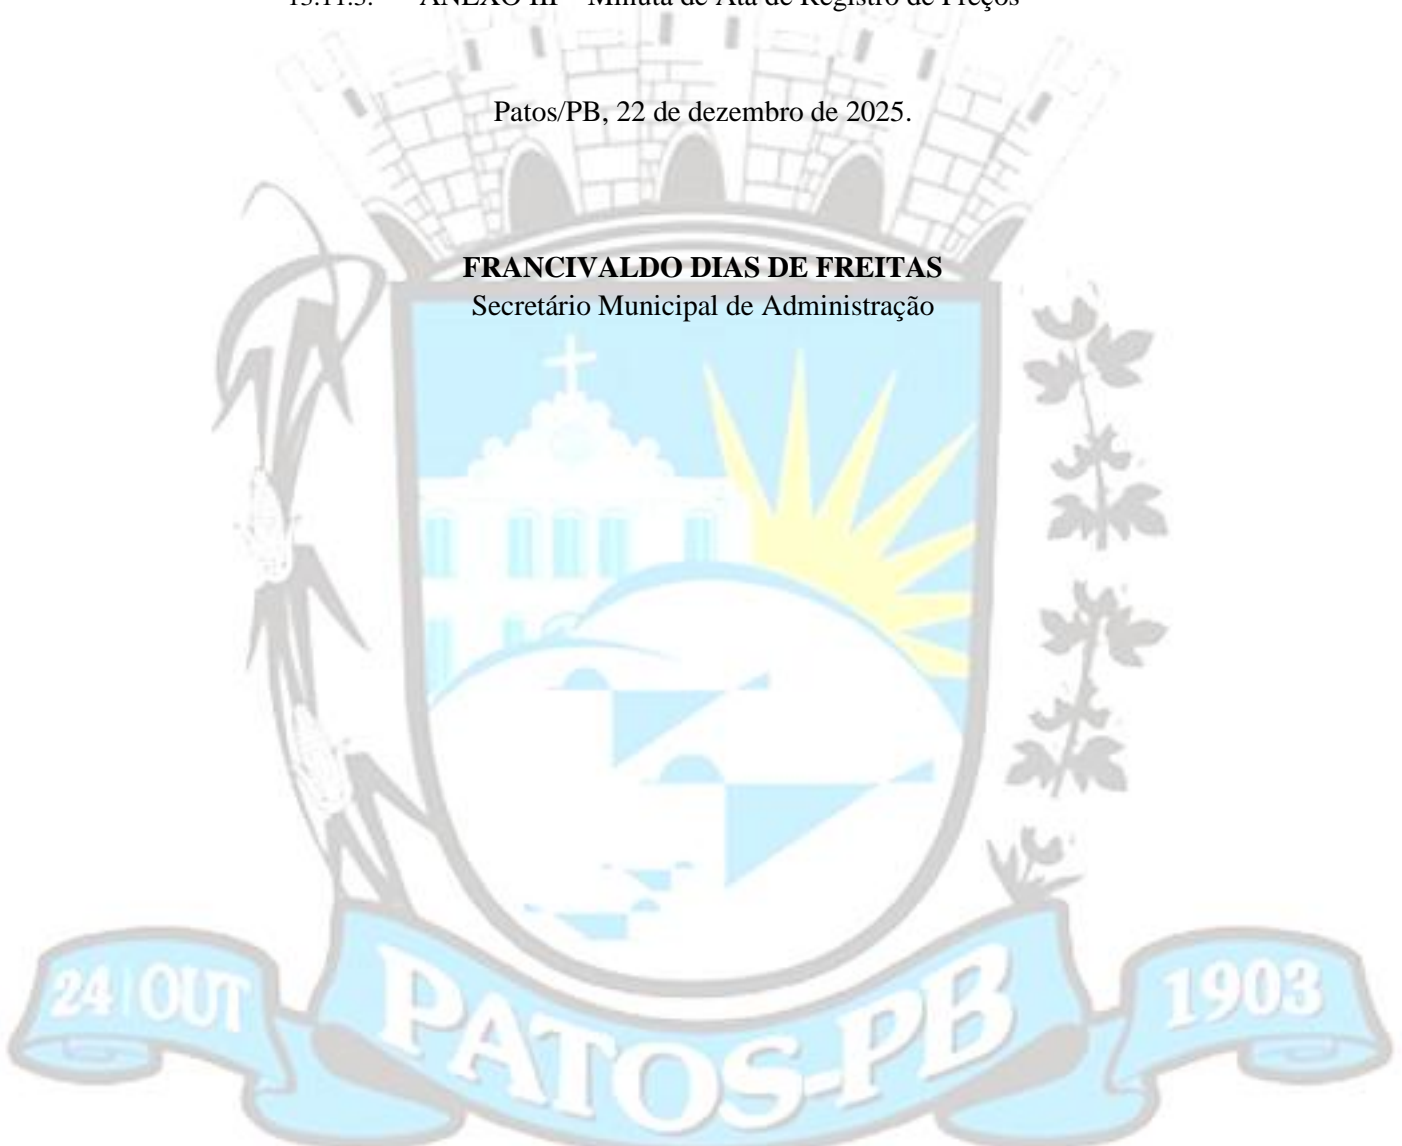 13.11.3. ANEXO III – Minuta de Ata de Registro de Preços
Patos/PB, 22 de dezembro de 2025.
FRANCIVALDO DIAS DE FREITAS
Secretário Municipal de Administração
24 | OUT
PATOS-PB
1903